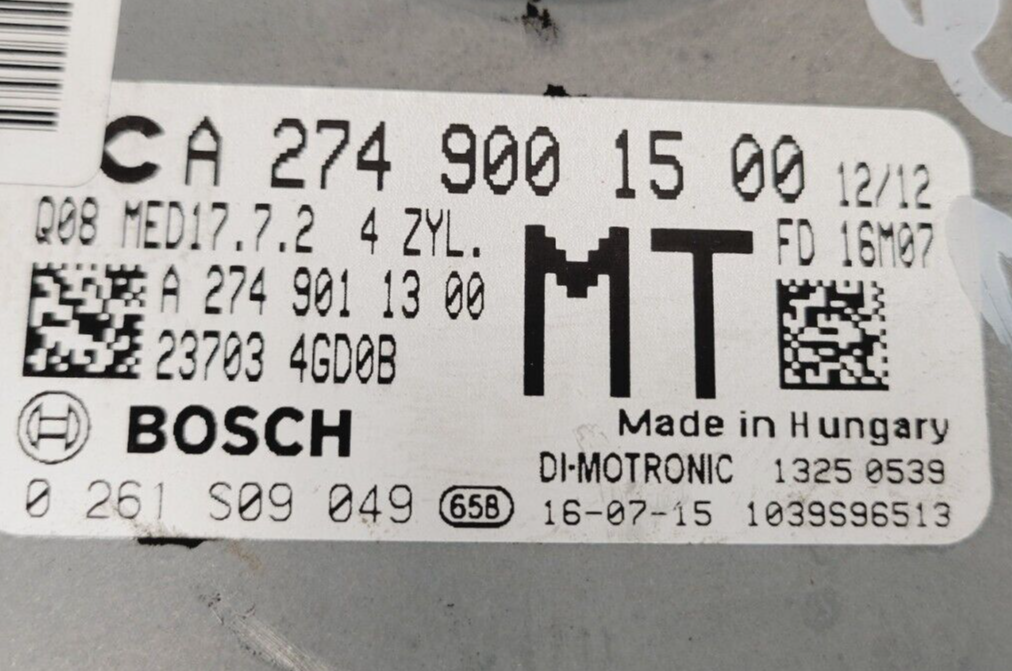 CA 274 900 15 00 12/12
Q08 MED17.7.2 4 ZYL. MT FD 16M07
A 274 901 13 00
23703 4GD0B
BOSCH Made in Hungary
DI-MOTRONIC 1325 0539
0 261 S09 049 65B 16-07-15 1039S96513